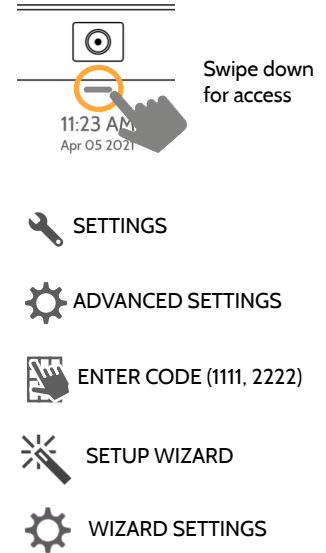 Swipe down
for access
11:23 AM
Apr 05 2021
SETTINGS
ADVANCED SETTINGS
ENTER CODE (1111, 2222)
SETUP WIZARD
WIZARD SETTINGS